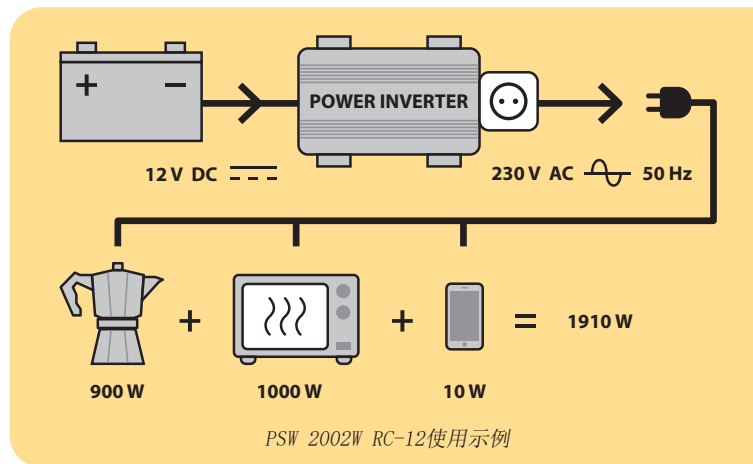 + −
POWER INVERTER
12 V DC
230 V AC 50 Hz
+ + = 1910 W
900 W 1000 W 10 W
PSW 2002W RC-12使用示例